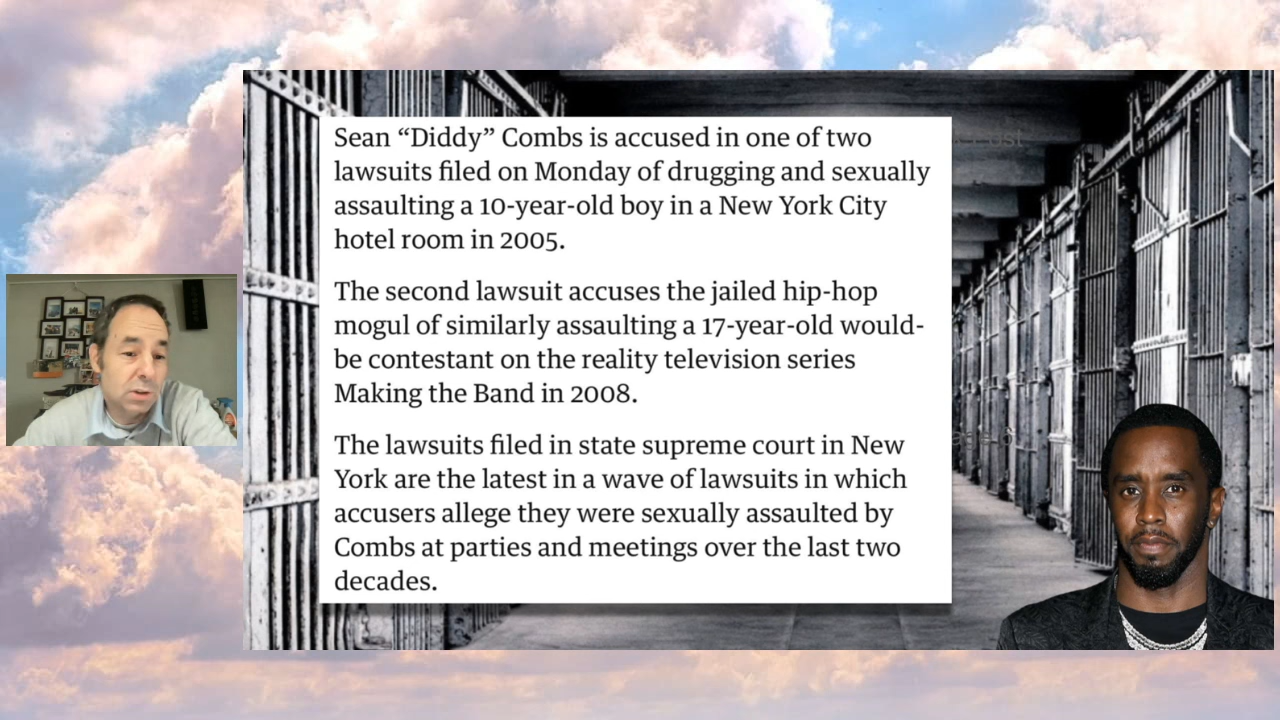 Sean “Diddy” Combs is accused in one of two
lawsuits filed on Monday of drugging and sexually
assaulting a 10-year-old boy in a New York City
hotel room in 2005.
The second lawsuit accuses the jailed hip-hop
mogul of similarly assaulting a 17-year-old would-
be contestant on the reality television series
Making the Band in 2008.
The lawsuits filed in state supreme court in New
York are the latest in a wave of lawsuits in which
accusers allege they were sexually assaulted by
Combs at parties and meetings over the last two
decades.